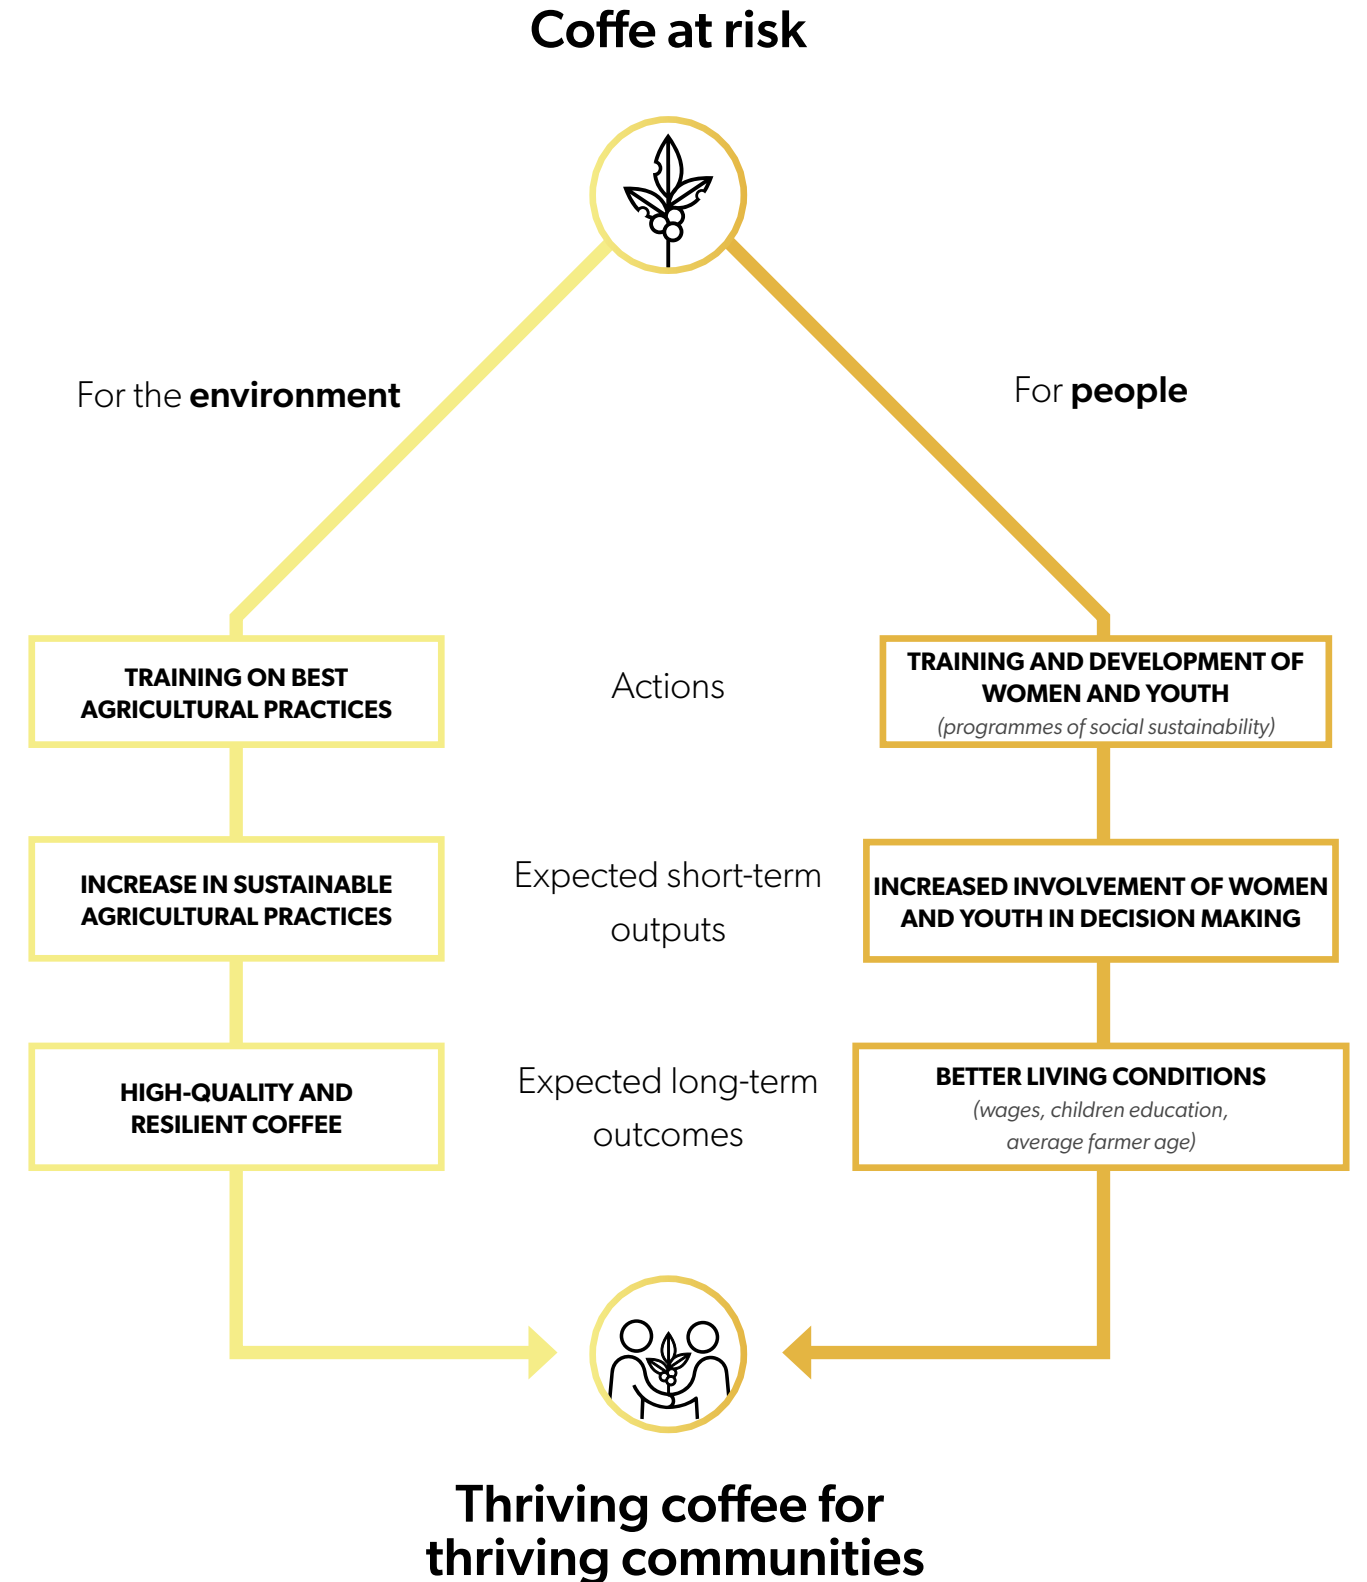 Coffe at risk
For the environment
For people
TRAINING ON BEST
AGRICULTURAL PRACTICES
Actions
TRAINING AND DEVELOPMENT OF
WOMEN AND YOUTH
(programmes of social sustainability)
INCREASE IN SUSTAINABLE
AGRICULTURAL PRACTICES
Expected short-term
outputs
INCREASED INVOLVEMENT OF WOMEN
AND YOUTH IN DECISION MAKING
HIGH-QUALITY AND
RESILIENT COFFEE
Expected long-term
outcomes
BETTER LIVING CONDITIONS
(wages, children education,
average farmer age)
Thriving coffee for
thriving communities